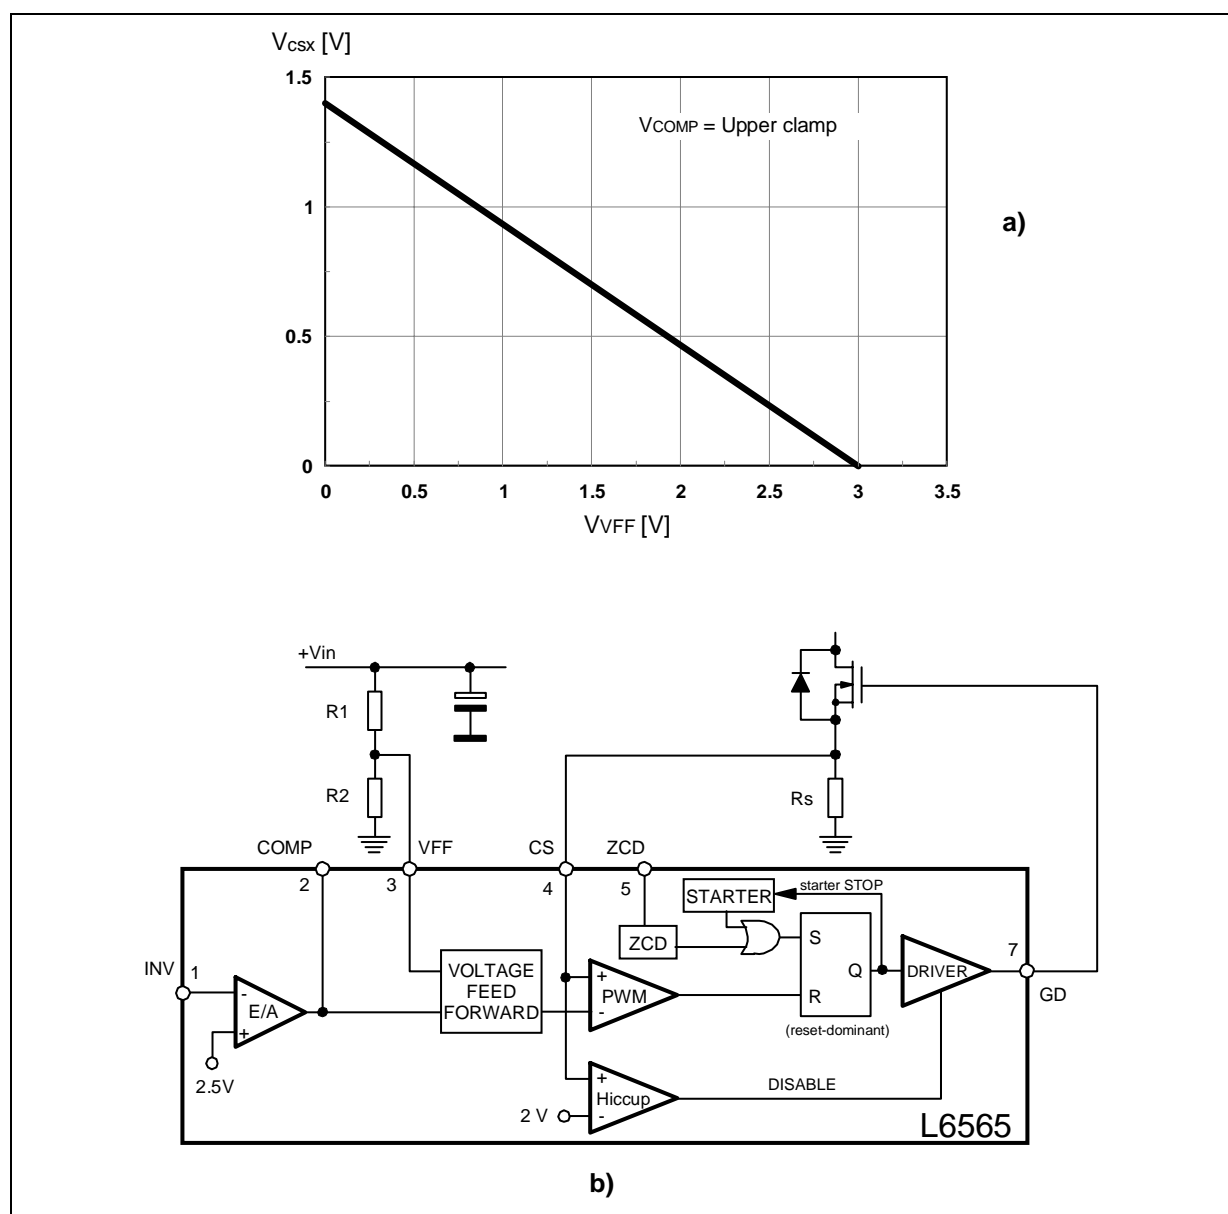 Vcsx [V]
1.5
VCOMP = Upper clamp
1
a)
0.5
0
0 0.5 1 1.5 2 2.5 3 3.5
VVFF [V]
+Vin
R1
R2
Rs
COMP VFF CS ZCD
2 3 4 5
starter STOP
STARTER
INV 1
ZCD
S
7
VOLTAGE
FEED
FORWARD
+
PWM
-
Q
DRIVER
R
GD
-
E/A
+
(reset-dominant)
2.5V
+
Hiccup
-
DISABLE
2 V
L6565
b)